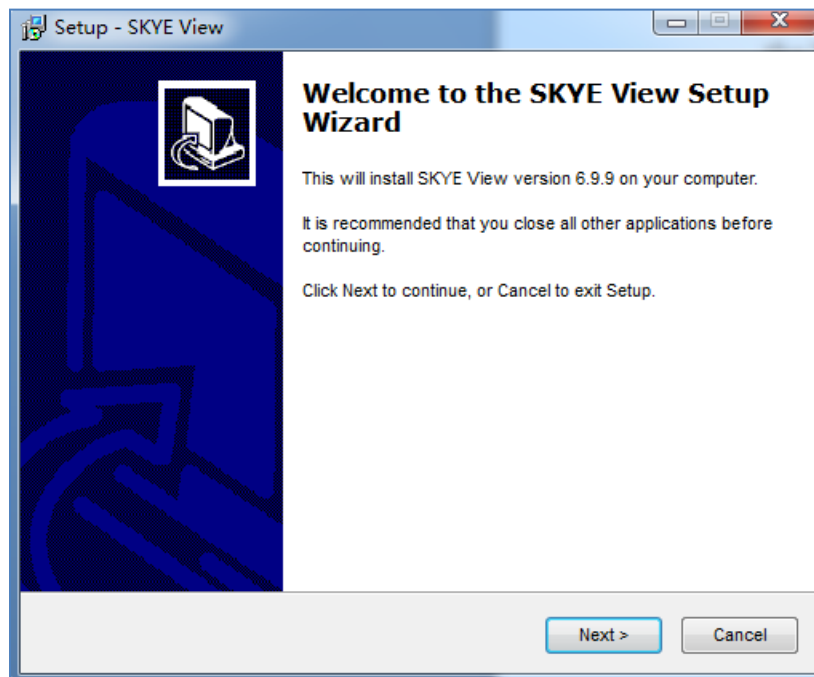 Setup - SKYE View
Welcome to the SKYE View Setup
Wizard
This will install SKYE View version 6.9.9 on your computer.
It is recommended that you close all other applications before
continuing.
Click Next to continue, or Cancel to exit Setup.
Next >
Cancel